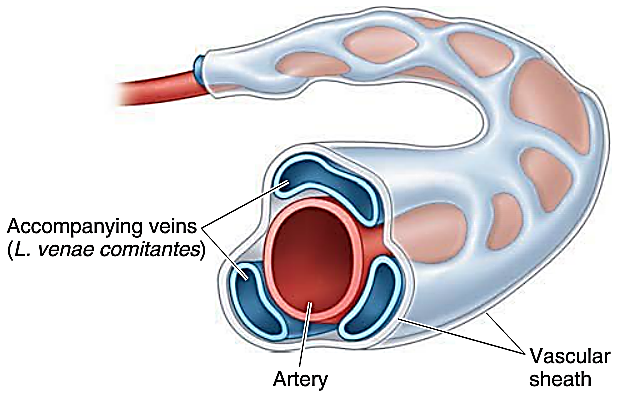 Accompanying veins
(L. venae comitantes)
Artery
Vascular
sheath